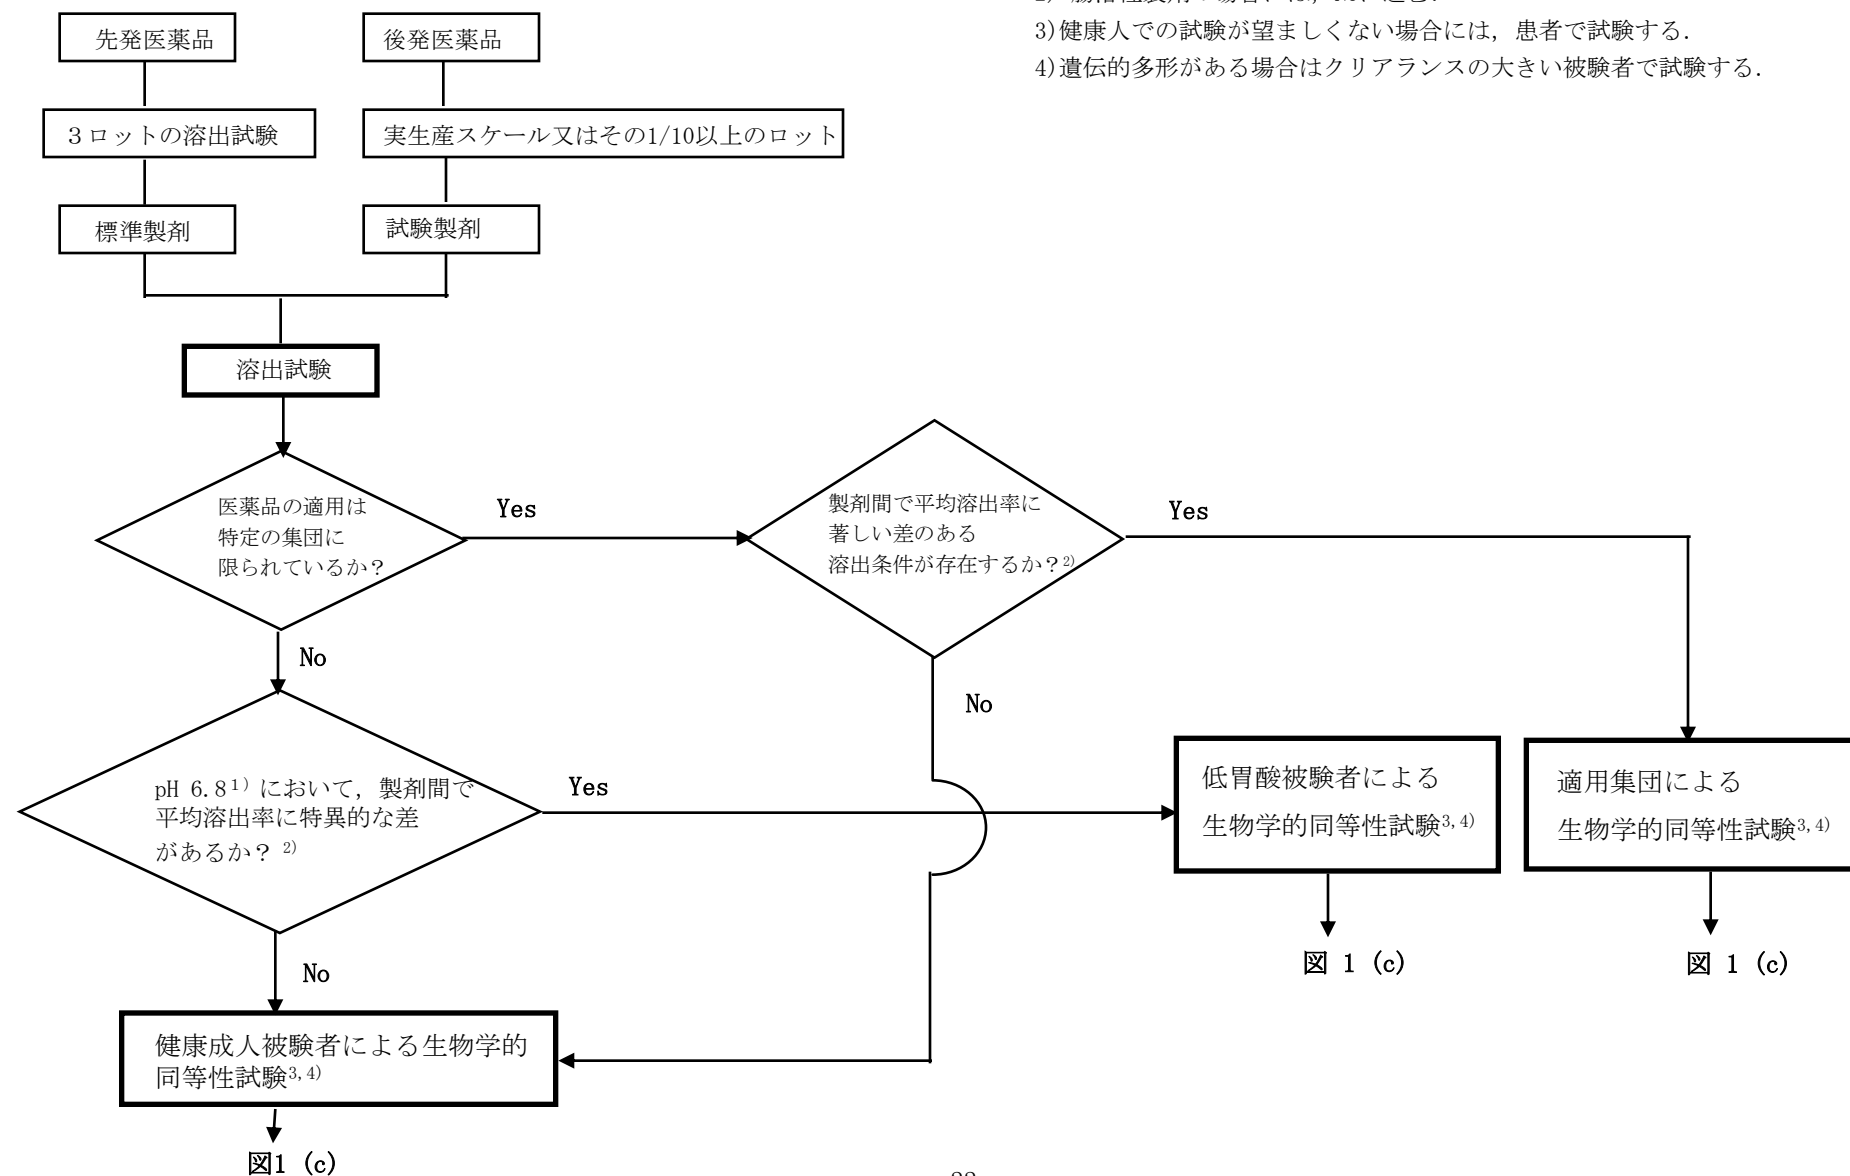 3)健康人での試験が望ましくない場合には，患者で試験する．
4)遺伝的多形がある場合はクリアランスの大きい被験者で試験する．
先発医薬品
後発医薬品
３ロットの溶出試験
実生産スケール又はその1/10以上のロット
標準製剤
試験製剤
溶出試験
医薬品の適用は
特定の集団に
限られているか？
Yes
製剤間で平均溶出率に
著しい差のある
溶出条件が存在するか？2)
Yes
No
No
pH 6.81)において，製剤間で
平均溶出率に特異的な差
があるか？ 2)
Yes
低胃酸被験者による
生物学的同等性試験3,4)
適用集団による
生物学的同等性試験3,4)
図 1 (c)
図 1 (c)
No
健康成人被験者による生物学的
同等性試験3,4)
図1 (c)